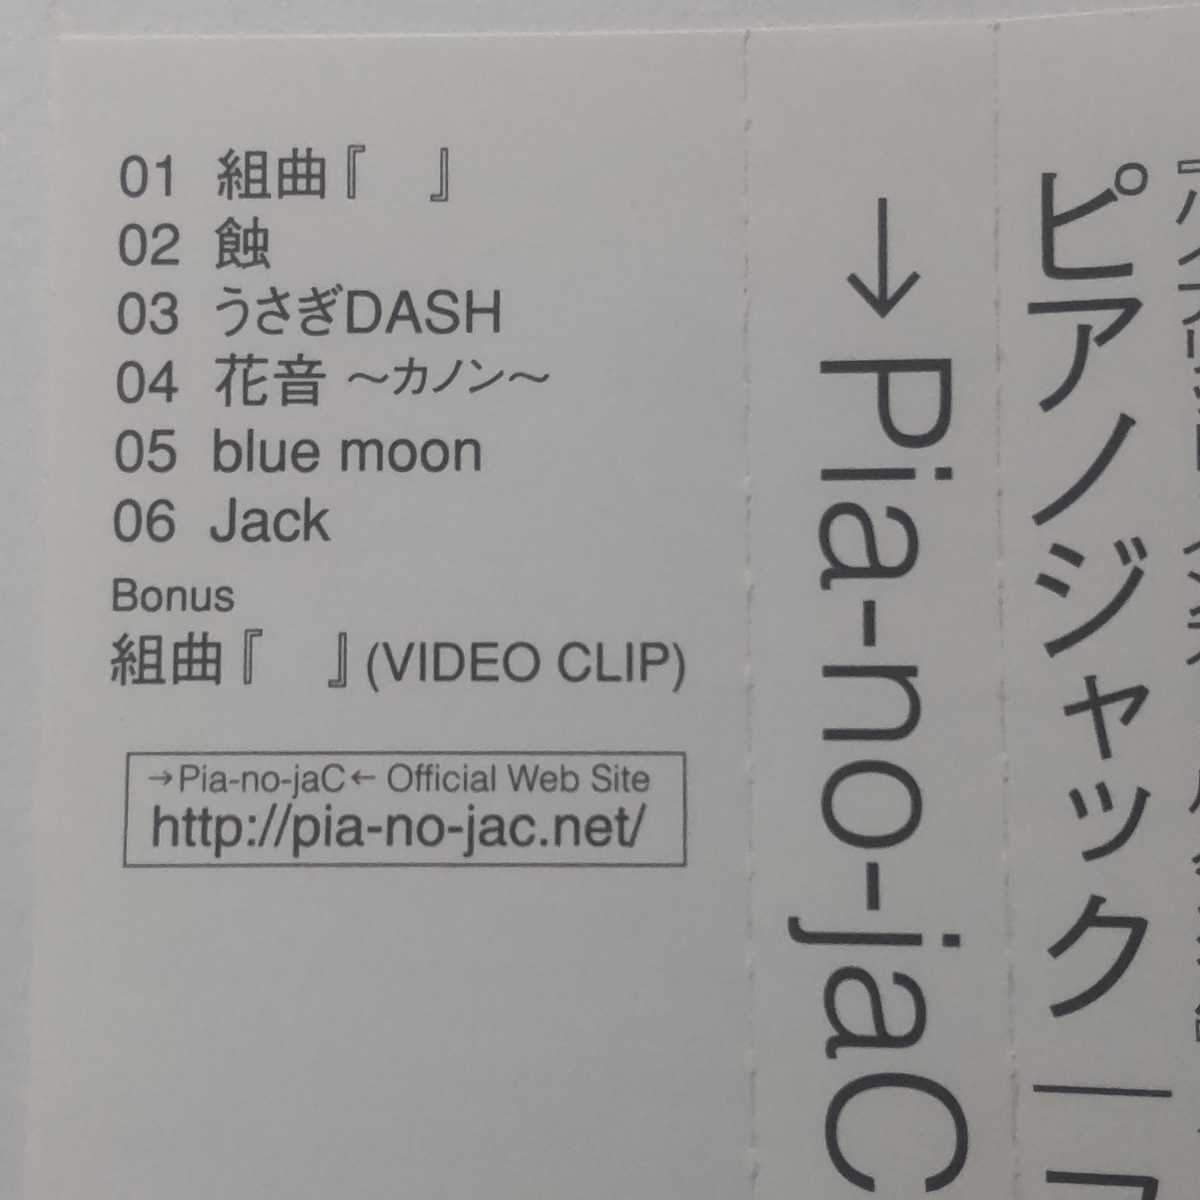 01 組曲『　』
02 蝕
03 うさぎDASH
04 花音 〜カノン〜
05 blue moon
06 Jack
Bonus
組曲『　』(VIDEO CLIP)
→Pia-no-jaC← Official Web Site
http://pia-no-jac.net/
→Pia-no-jaC
ピアノジャック